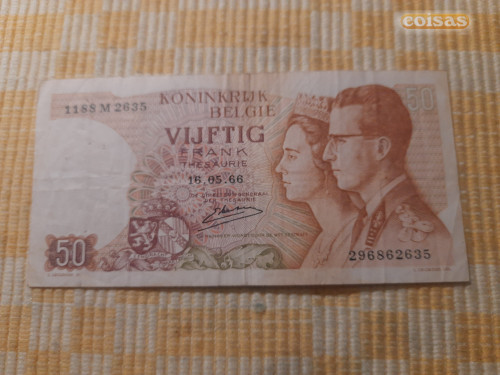 eoisas
1188 M 2635
KONINKRIJK
BELGIE
VIJFTIG
FRANK
THESAURIE
16.05.66
50
50
296862635